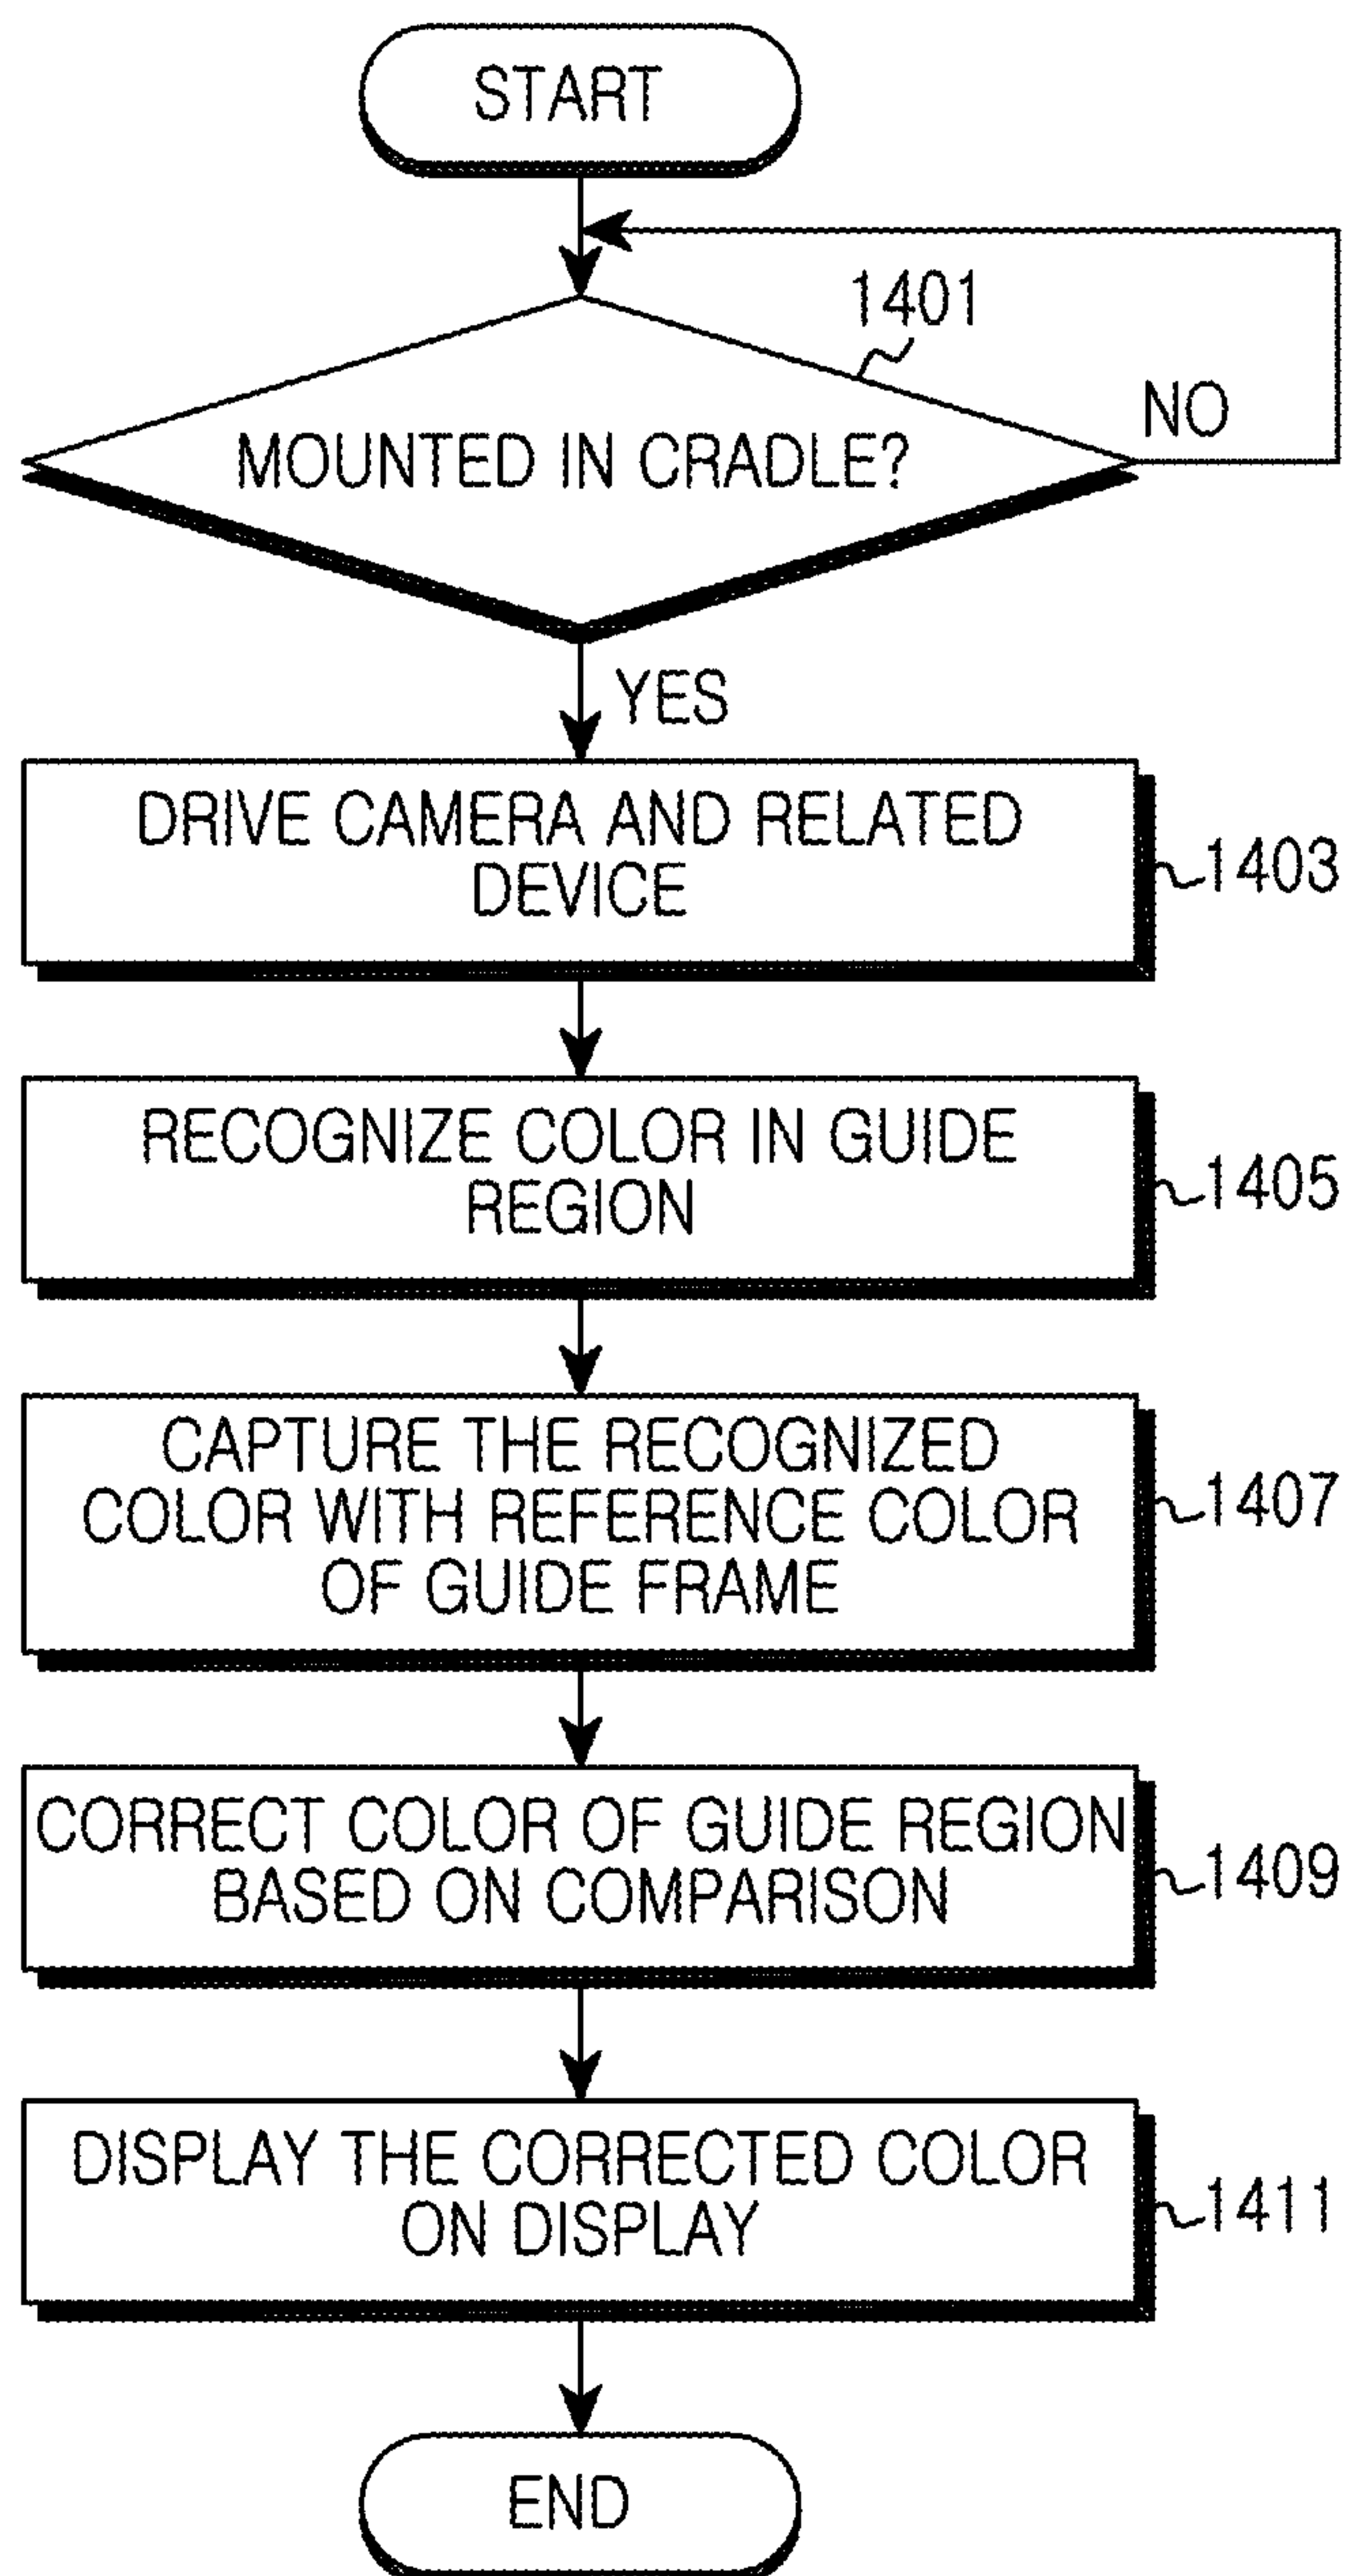 START
1401
NO
MOUNTED IN CRADLE?
YES
DRIVE CAMERA AND RELATED
DEVICE
1403
RECOGNIZE COLOR IN GUIDE
REGION
1405
CAPTURE THE RECOGNIZED
COLOR WITH REFERENCE COLOR
OF GUIDE FRAME
1407
CORRECT COLOR OF GUIDE REGION
BASED ON COMPARISON
1409
DISPLAY THE CORRECTED COLOR
ON DISPLAY
1411
END